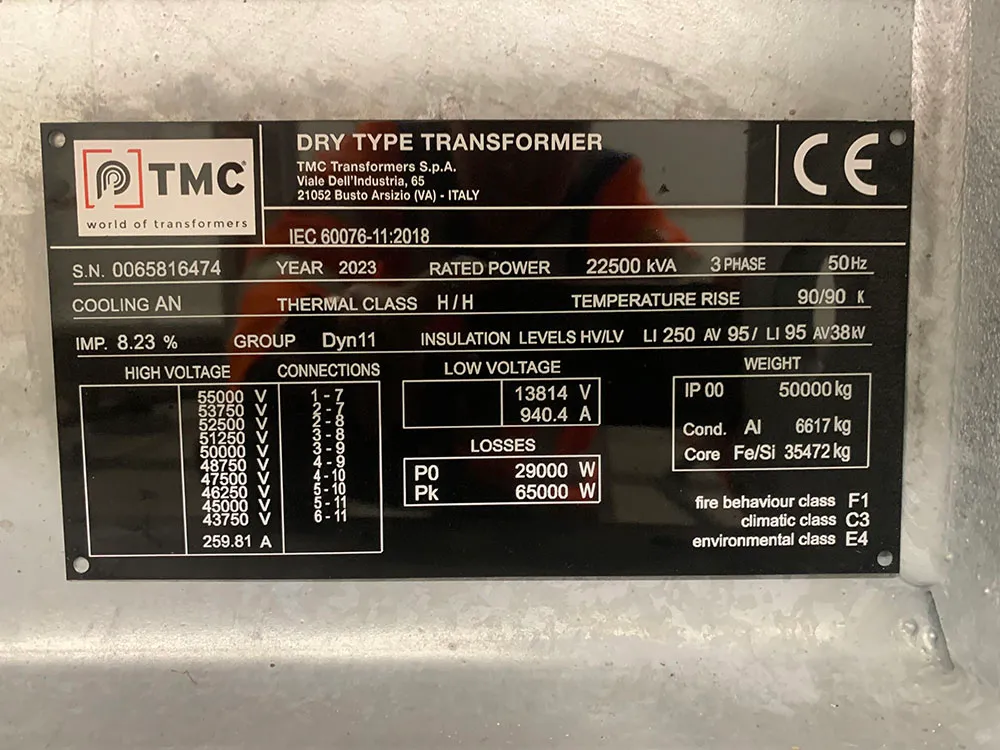 TMC
world of transformers
DRY TYPE TRANSFORMER
TMC Transformers S.p.A.
Viale Dell'Industria, 65
21052 Busto Arsizio (VA) - ITALY
CE
IEC 60076-11:2018
S.N. 0065816474 YEAR 2023 RATED POWER 22500 kVA 3 PHASE 50Hz
COOLING AN THERMAL CLASS H/H TEMPERATURE RISE 90/90 K
IMP. 8.23 % GROUP Dyn11 INSULATION LEVELS HV/LV LI 250 AV 95/ LI 95 AV38kV
HIGH VOLTAGE CONNECTIONS
55000 V 1-7
53750 V 2-7
52500 V 2-8
51250 V 3-8
50000 V 3-9
48750 V 4-9
47500 V 4-10
46250 V 5-10
45000 V 5-11
43750 V 6-11
259.81 A
LOW VOLTAGE
13814 V
940.4 A
LOSSES
P0 29000 W
Pk 65000 W
WEIGHT
IP 00 50000kg
Cond. Al 6617kg
Core Fe/Si 35472kg
fire behaviour class F1
climatic class C3
environmental class E4